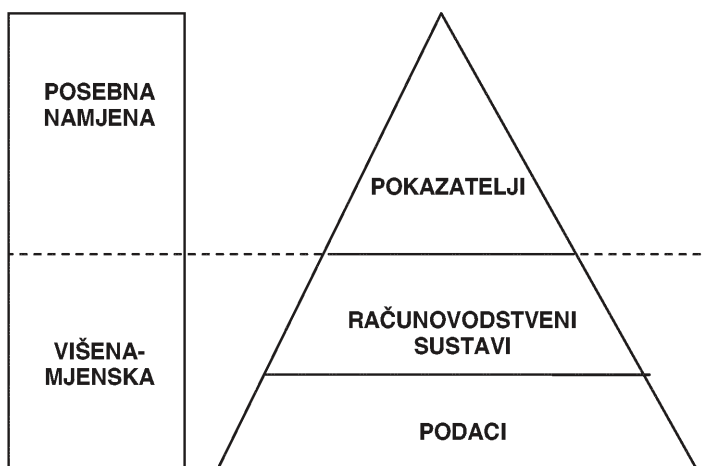 POSEBNA
NAMJENA
POKAZATELJI
RAČUNOVODSTVENI
SUSTAVI
VIŠENA-
MJENSKA
PODACI